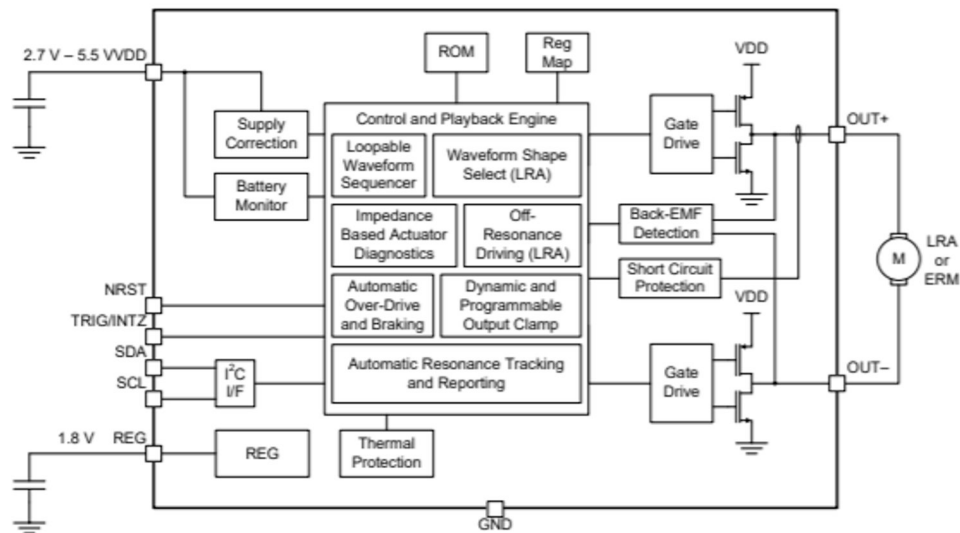 2.7 V – 5.5 VVDD
ROM
Reg
Map
VDD
Supply
Correction
Control and Playback Engine
Loopable
Waveform
Sequencer
Waveform Shape
Select (LRA)
Gate
Drive
OUT+
Battery
Monitor
Impedance
Based Actuator
Diagnostics
Off-
Resonance
Driving (LRA)
Back-EMF
Detection
M
LRA
or
ERM
Short Circuit
Protection
NRST
TRIG/INTZ
Automatic
Over-Drive
and Braking
Dynamic and
Programmable
Output Clamp
VDD
SDA
SCL
I2C
I/F
Automatic Resonance Tracking
and Reporting
Gate
Drive
OUT–
1.8 V REG
REG
Thermal
Protection
GND